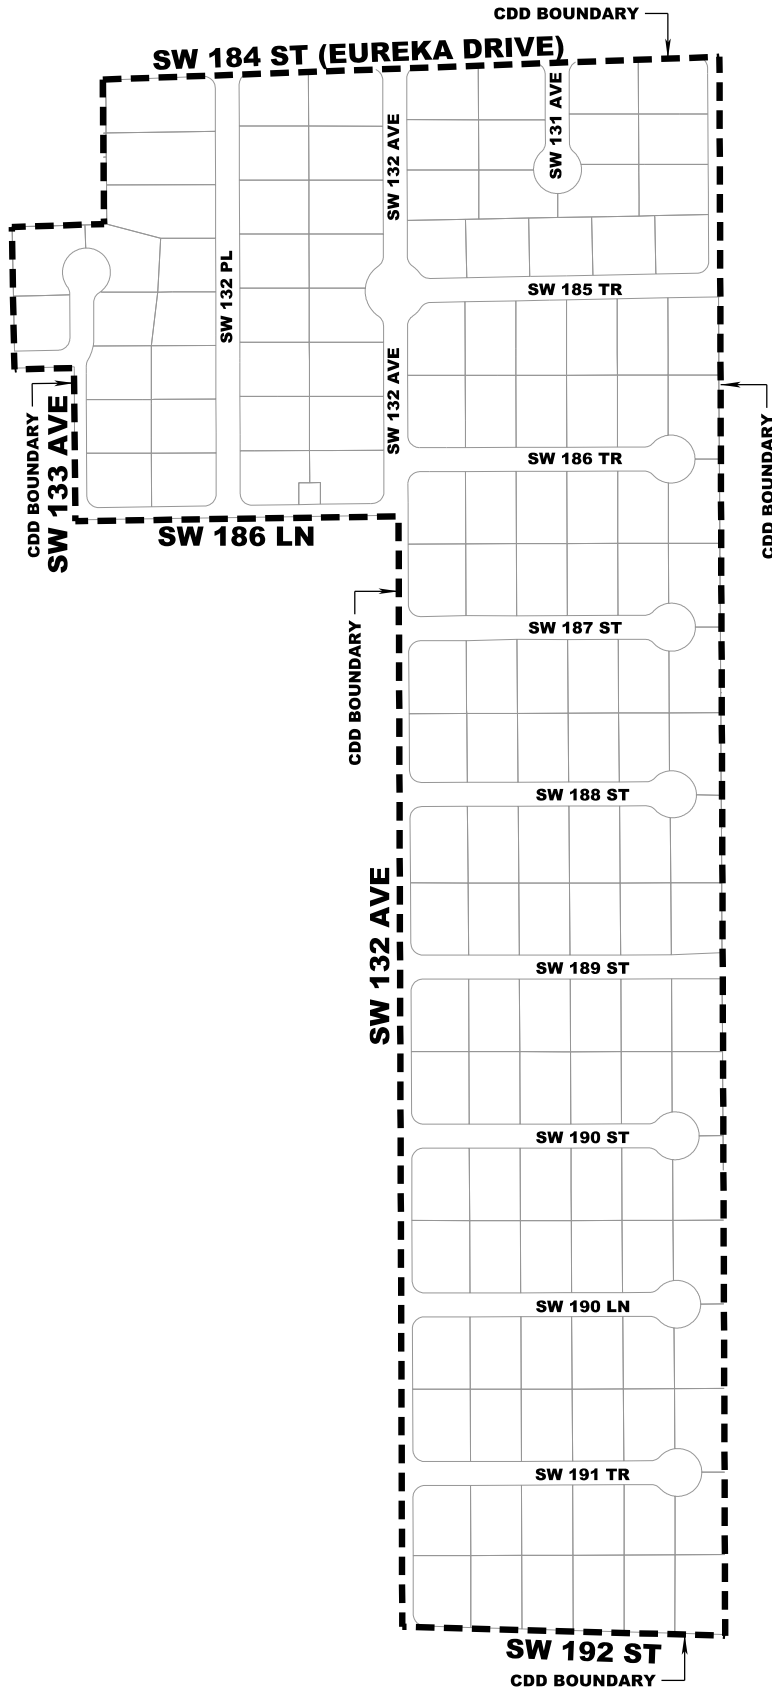 CDD BOUNDARY
SW 184 ST (EUREKA DRIVE)
SW 131 AVE
SW 132 AVE
SW 132 PL
SW 185 TR
SW 132 AVE
CDD BOUNDARY
SW 133 AVE
CDD BOUNDARY
SW 186 TR
SW 186 LN
SW 187 ST
CDD BOUNDARY
SW 188 ST
SW 132 AVE
SW 189 ST
SW 190 ST
SW 190 LN
SW 191 TR
SW 192 ST
CDD BOUNDARY